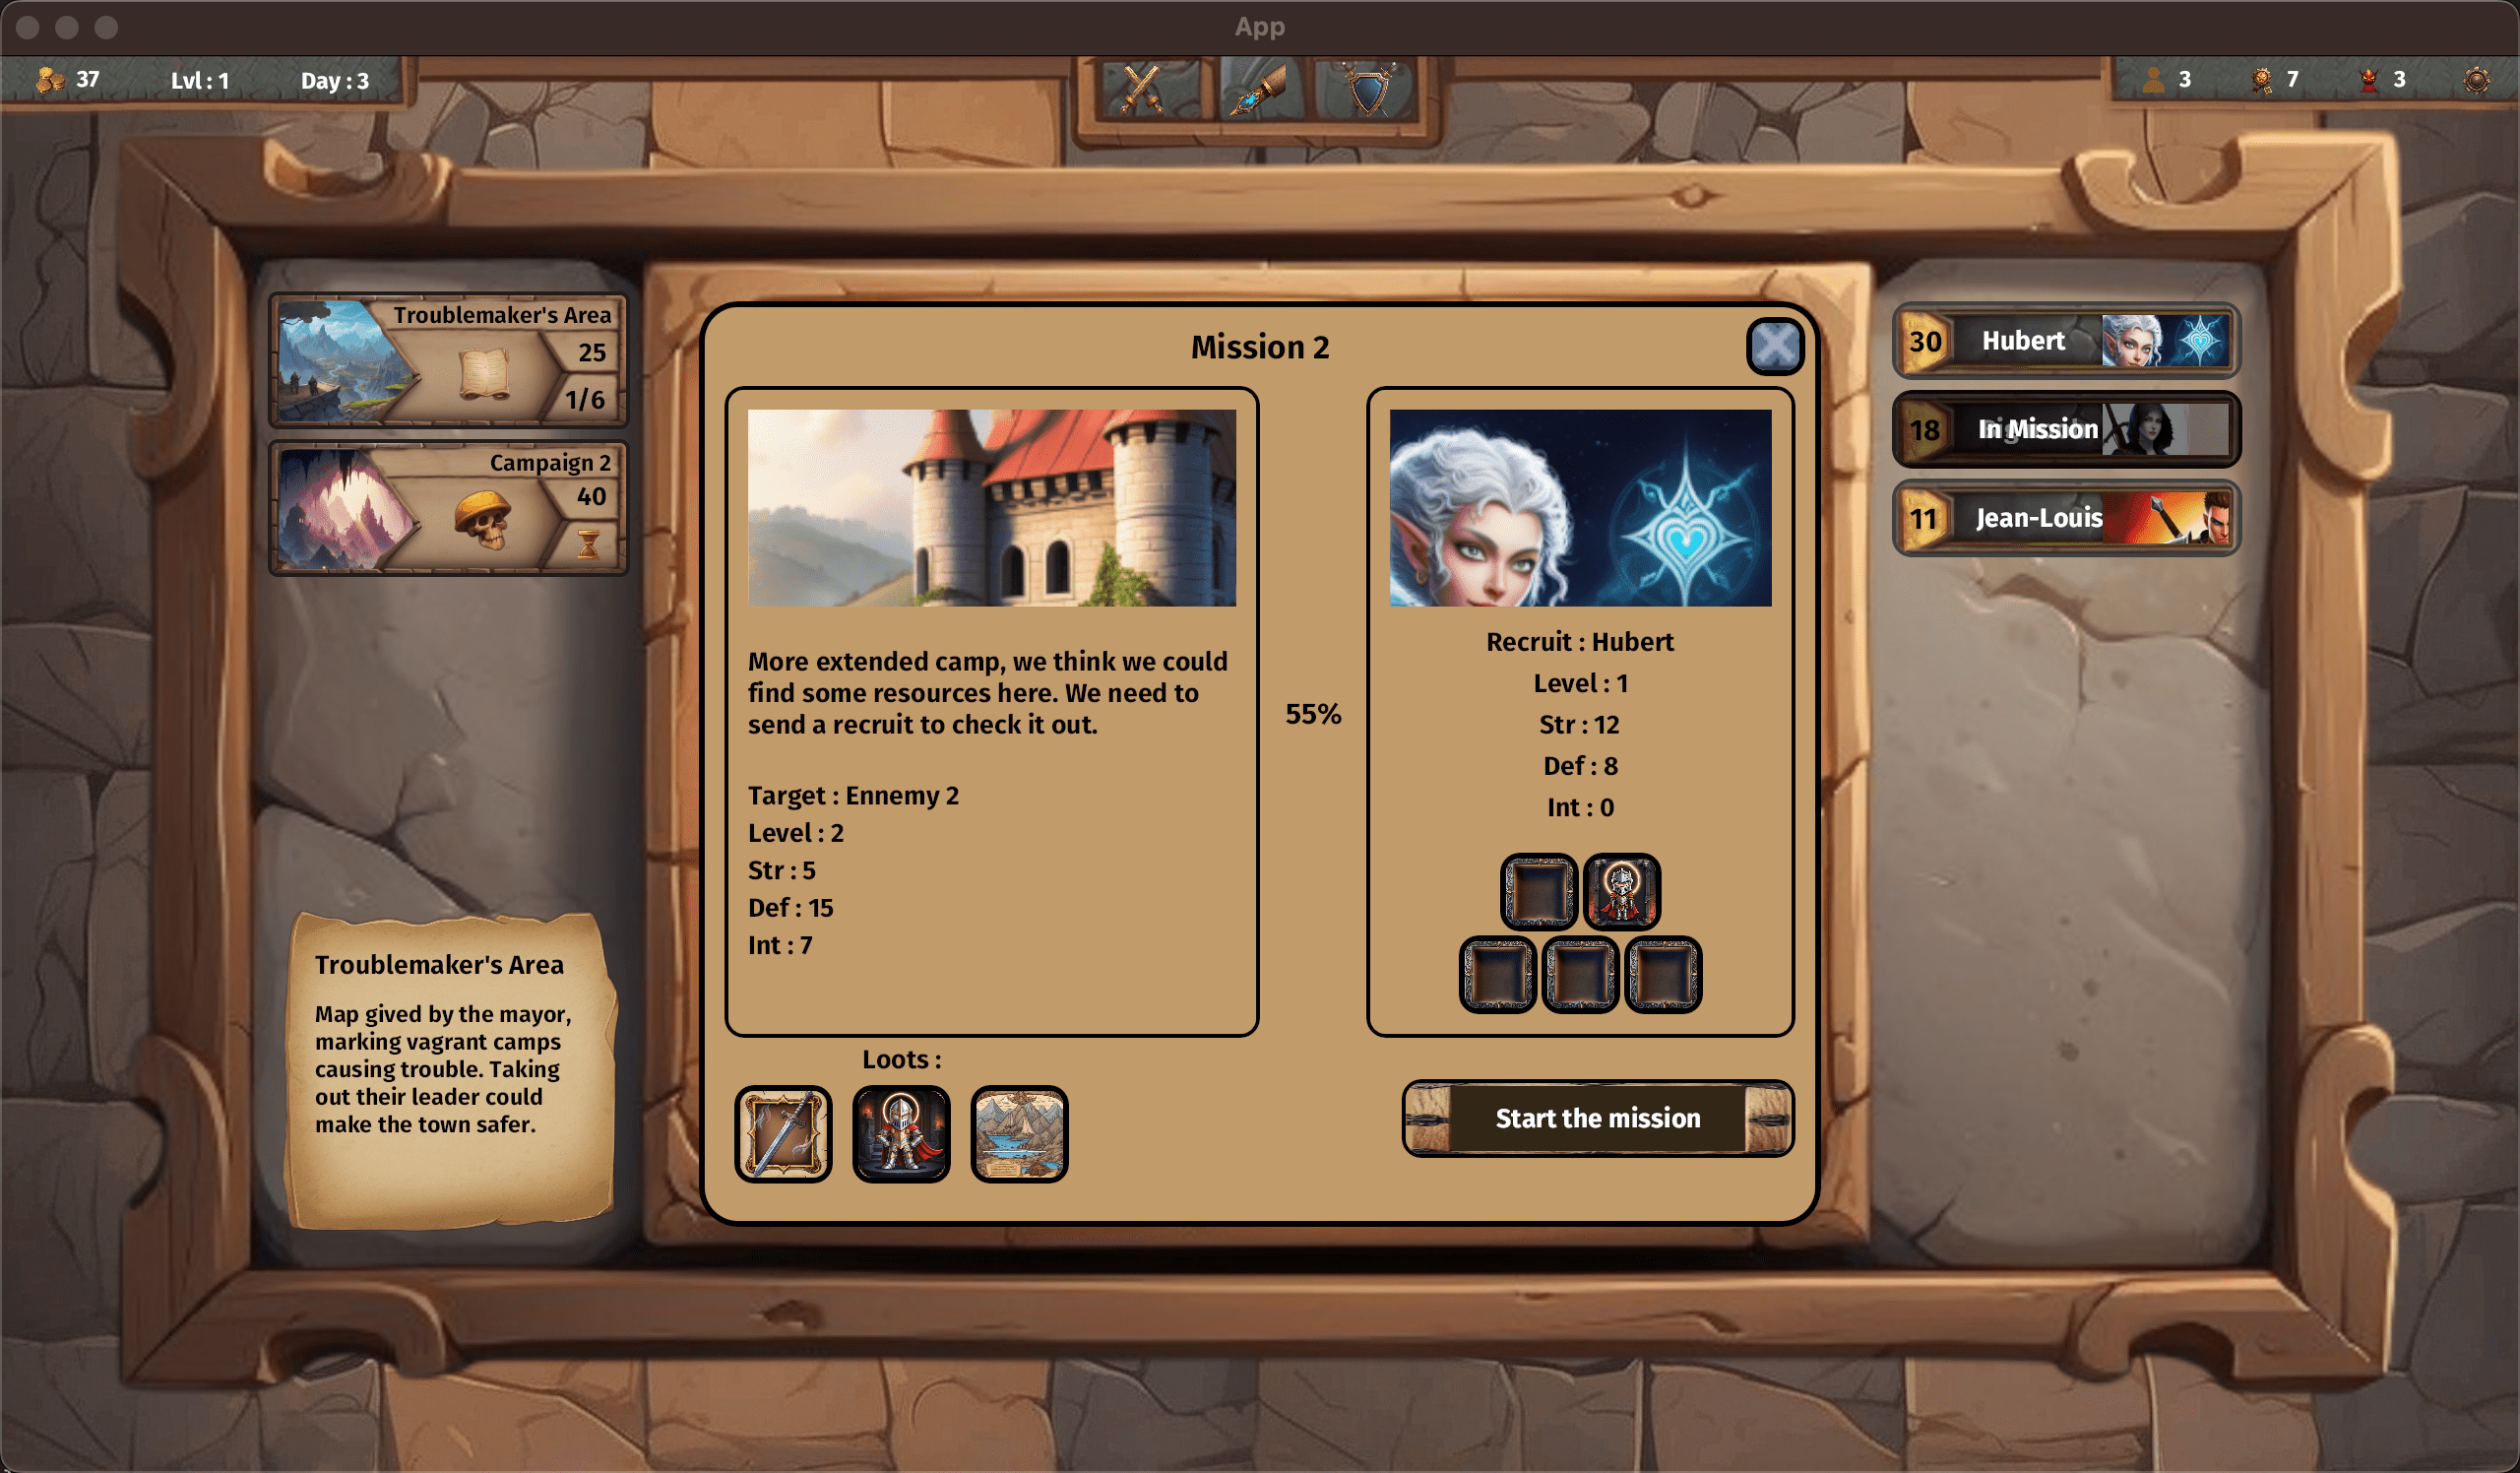 App
37
Lvl : 1
Day : 3
3
7
3
Troublemaker's Area
25
1/6
Campaign 2
40
Troublemaker's Area
Map gived by the mayor,
marking vagrant camps
causing trouble. Taking
out their leader could
make the town safer.
Mission 2
More extended camp, we think we could
find some resources here. We need to
send a recruit to check it out.
Target : Ennemy 2
Level : 2
Str : 5
Def : 15
Int : 7
55%
Recruit : Hubert
Level : 1
Str : 12
Def : 8
Int : 0
Loots :
Start the mission
30
Hubert
18
In Mission
11
Jean-Louis